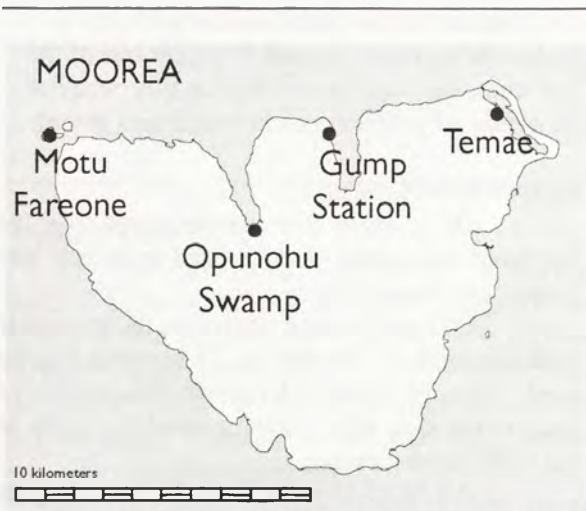 MOOREA
Motu
Fareone
Gump
Station
Temae
Opunohu
Swamp
10 kilometers